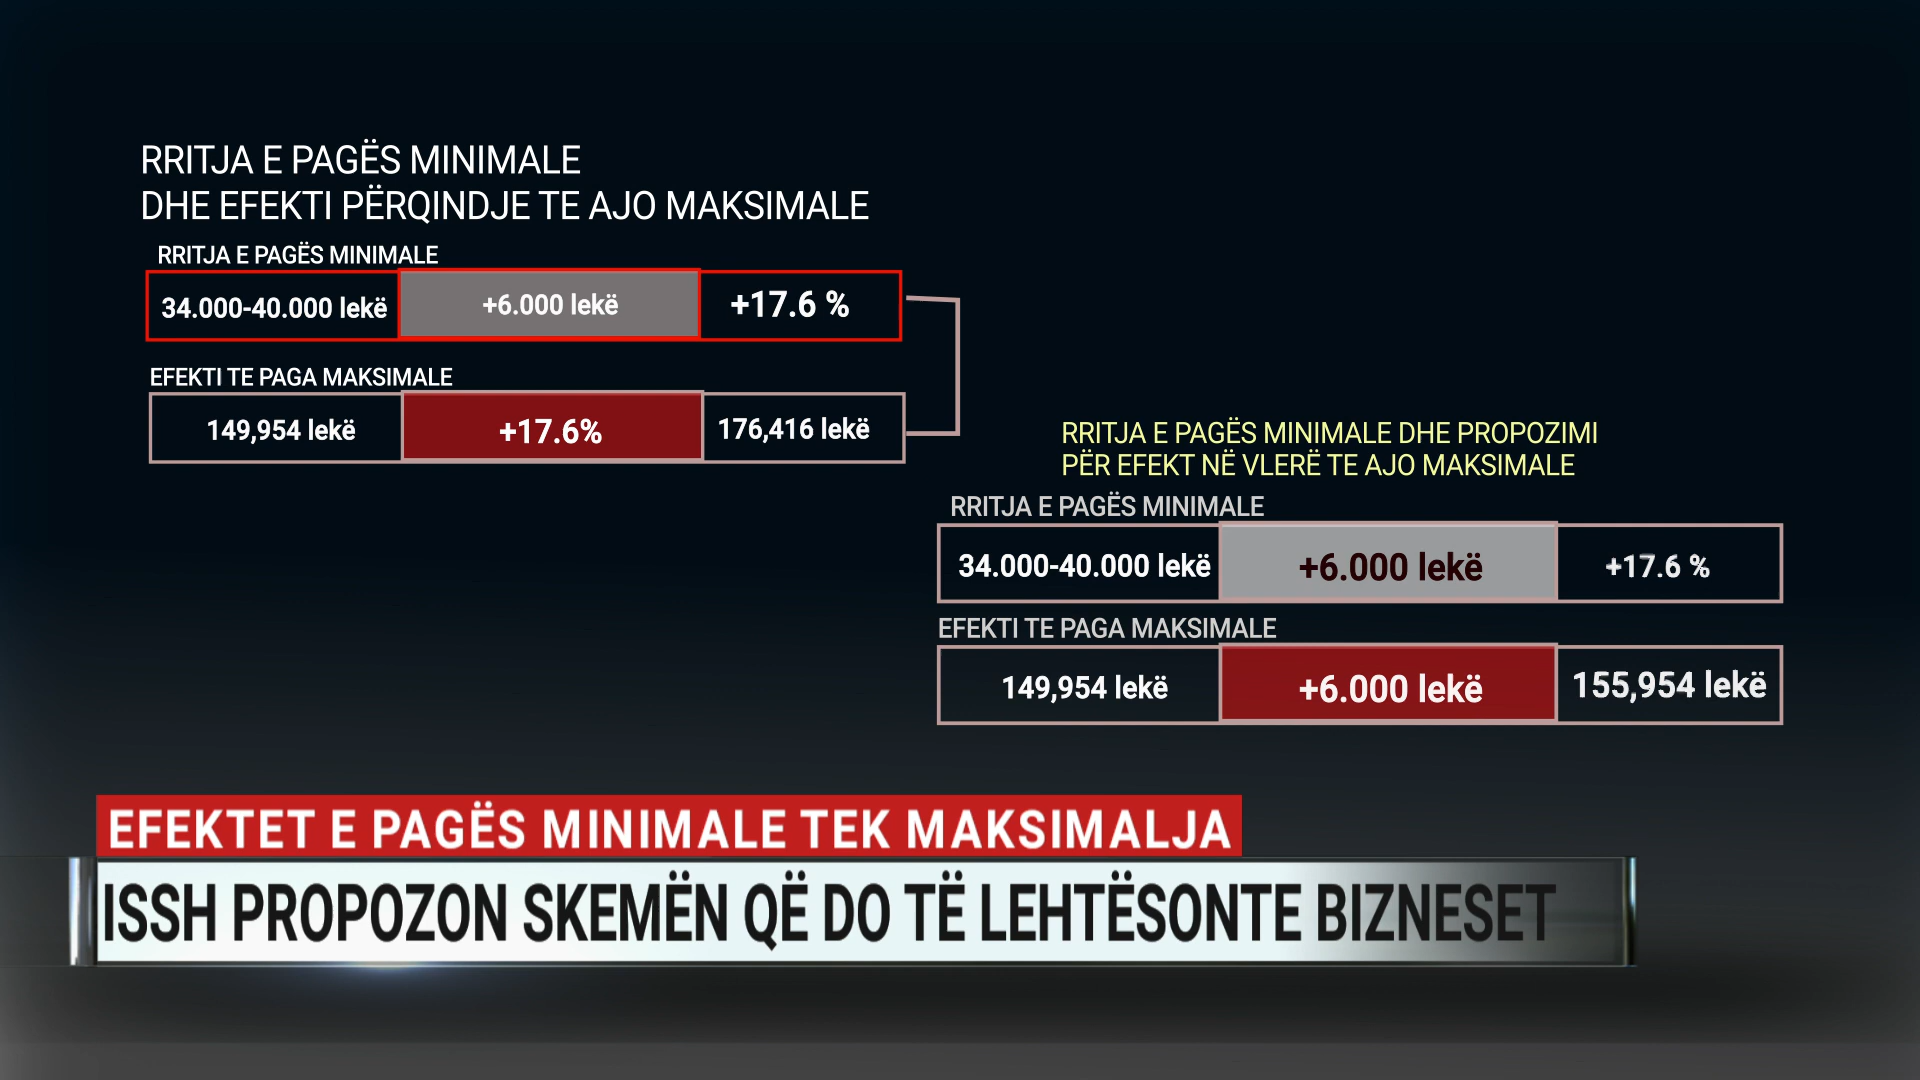 RRITJA E PAGËS MINIMALE
DHE EFEKTI PËRQINDJE TE AJO MAKSIMALE
RRITJA E PAGËS MINIMALE
34.000-40.000 lekë +6.000 lekë +17.6 %
EFEKTI TE PAGA MAKSIMALE
149,954 lekë +17.6% 176,416 lekë
RRITJA E PAGËS MINIMALE DHE PROPOZIMI
PËR EFEKT NË VLERË TE AJO MAKSIMALE
RRITJA E PAGËS MINIMALE
34.000-40.000 lekë +6.000 lekë +17.6 %
EFEKTI TE PAGA MAKSIMALE
149,954 lekë +6.000 lekë 155,954 lekë
EFEKTET E PAGËS MINIMALE TEK MAKSIMALJA
ISSH PROPOZON SKEMËN QË DO TË LEHTËSONTE BIZNESET